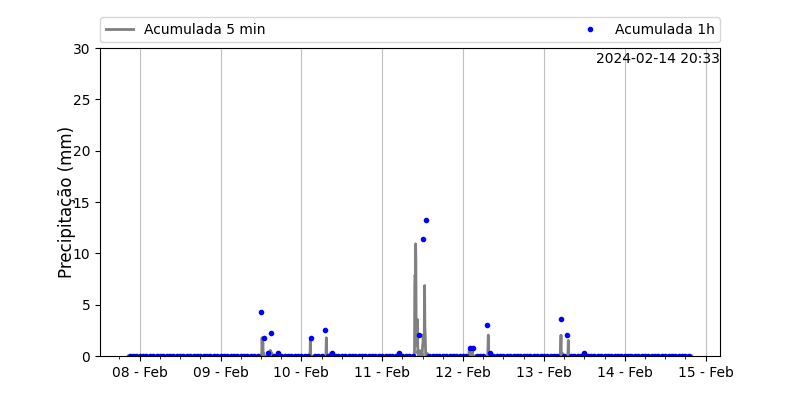 Acumulada 5 min Acumulada 1h
2024-02-14 20:33
Precipitação (mm)
30
25
20
15
10
5
0
08 - Feb 09 - Feb 10 - Feb 11 - Feb 12 - Feb 13 - Feb 14 - Feb 15 - Feb